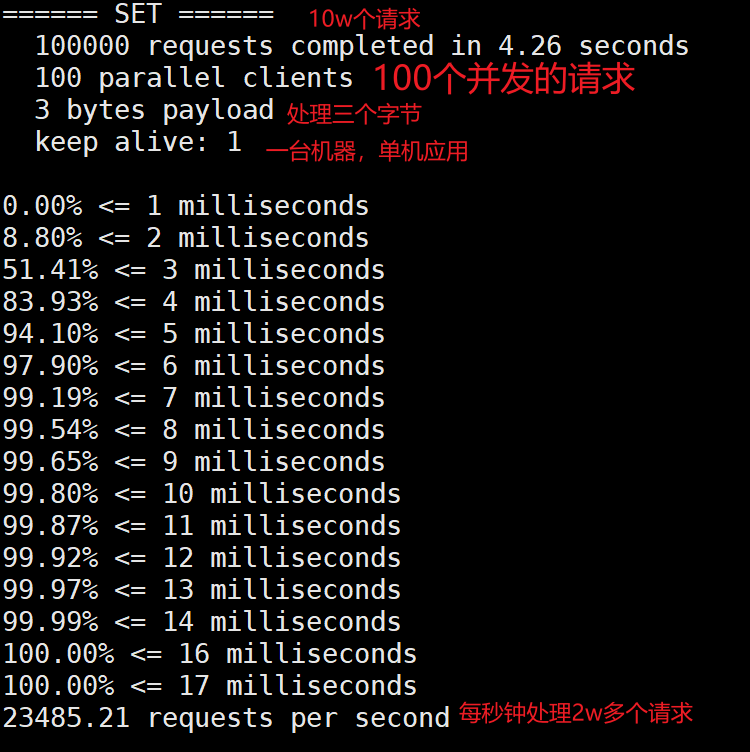 ====== SET ====== 10w个请求
100000 requests completed in 4.26 seconds
100 parallel clients 100个并发的请求
3 bytes payload 处理三个字节
keep alive: 1 一台机器，单机应用
0.00% <= 1 milliseconds
8.80% <= 2 milliseconds
51.41% <= 3 milliseconds
83.93% <= 4 milliseconds
94.10% <= 5 milliseconds
97.90% <= 6 milliseconds
99.19% <= 7 milliseconds
99.54% <= 8 milliseconds
99.65% <= 9 milliseconds
99.80% <= 10 milliseconds
99.87% <= 11 milliseconds
99.92% <= 12 milliseconds
99.97% <= 13 milliseconds
99.99% <= 14 milliseconds
100.00% <= 16 milliseconds
100.00% <= 17 milliseconds
23485.21 requests per second 每秒钟处理2w多个请求